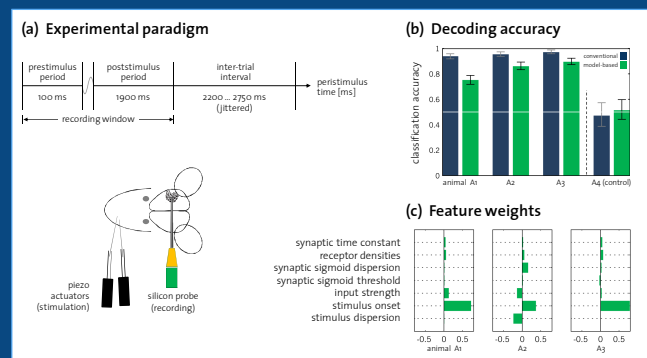 (a) Experimental paradigm
prestimulus
period
poststimulus
period
inter-trial
interval
100 ms
1900 ms
2200 ... 2750 ms
(jittered)
peristimulus
time [ms]
recording window
piezo
actuators
(stimulation)
silicon probe
(recording)
(b) Decoding accuracy
classification accuracy
1
0.8
0.6
0.4
0.2
0
conventional
model-based
animal A1
A2
A3
A4 (control)
(c) Feature weights
synaptic time constant
receptor densities
synaptic sigmoid dispersion
synaptic sigmoid threshold
input strength
stimulus onset
stimulus dispersion
-0.5 0 0.5
animal A1
-0.5 0 0.5
A2
-0.5 0 0.5
A3